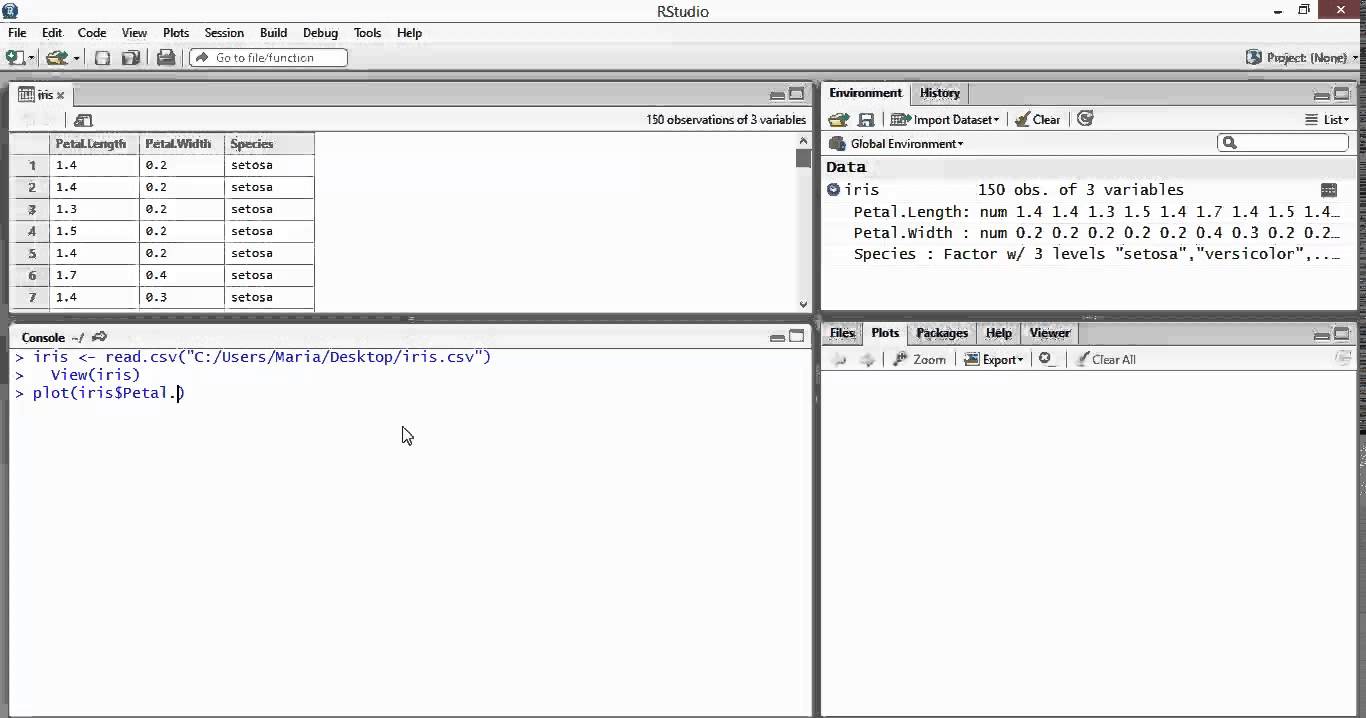 RStudio
File Edit Code View Plots Session Build Debug Tools Help
Go to file/function
Project: (None)
iris
150 observations of 3 variables
Petal.Length Petal.Width Species
1 1.4 0.2 setosa
2 1.4 0.2 setosa
3 1.3 0.2 setosa
4 1.5 0.2 setosa
5 1.4 0.2 setosa
6 1.7 0.4 setosa
7 1.4 0.3 setosa
Console ~/
> iris <- read.csv("C:/Users/Maria/Desktop/iris.csv")
>   View(iris)
> plot(iris$Petal.)
Environment History
Import Dataset Clear List
Global Environment
Data
iris 150 obs. of 3 variables
Petal.Length: num 1.4 1.4 1.3 1.5 1.4 1.7 1.4 1.5 1.4…
Petal.Width : num 0.2 0.2 0.2 0.2 0.2 0.4 0.3 0.2 0.2…
Species : Factor w/ 3 levels "setosa","versicolor",..…
Files Plots Packages Help Viewer
Zoom Export Clear All